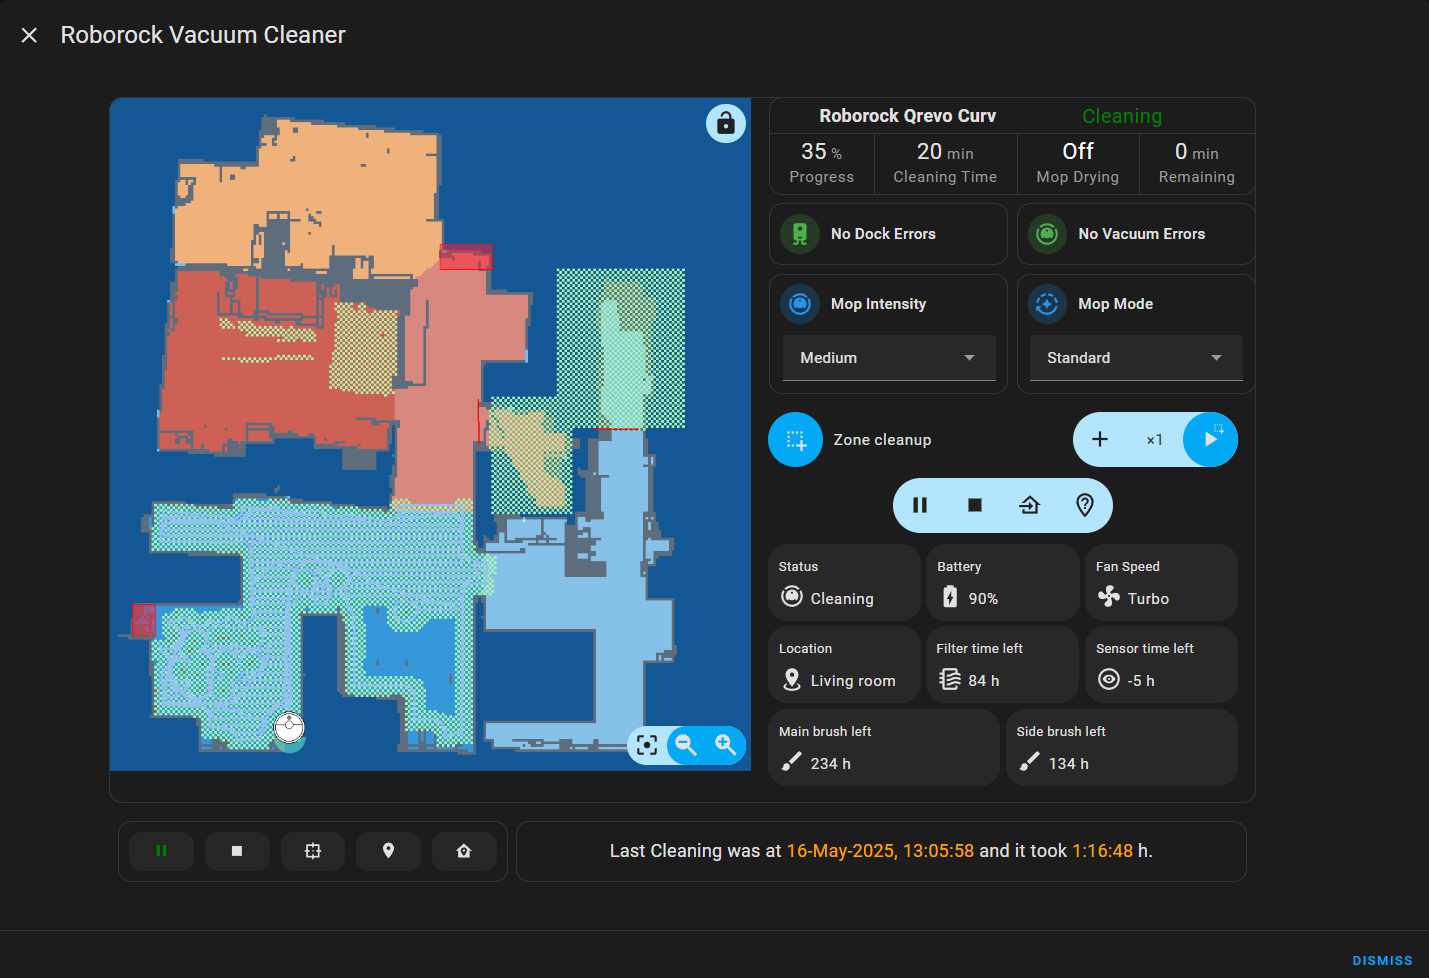 Roborock Vacuum Cleaner
Roborock Qrevo Curv
Cleaning
35 %
Progress
20 min
Cleaning Time
Off
Mop Drying
0 min
Remaining
No Dock Errors
No Vacuum Errors
Mop Intensity
Medium
Mop Mode
Standard
Zone cleanup
×1
Status
Cleaning
Battery
90%
Fan Speed
Turbo
Location
Living room
Filter time left
84 h
Sensor time left
-5 h
Main brush left
234 h
Side brush left
134 h
Last Cleaning was at 16-May-2025, 13:05:58 and it took 1:16:48 h.
DISMISS